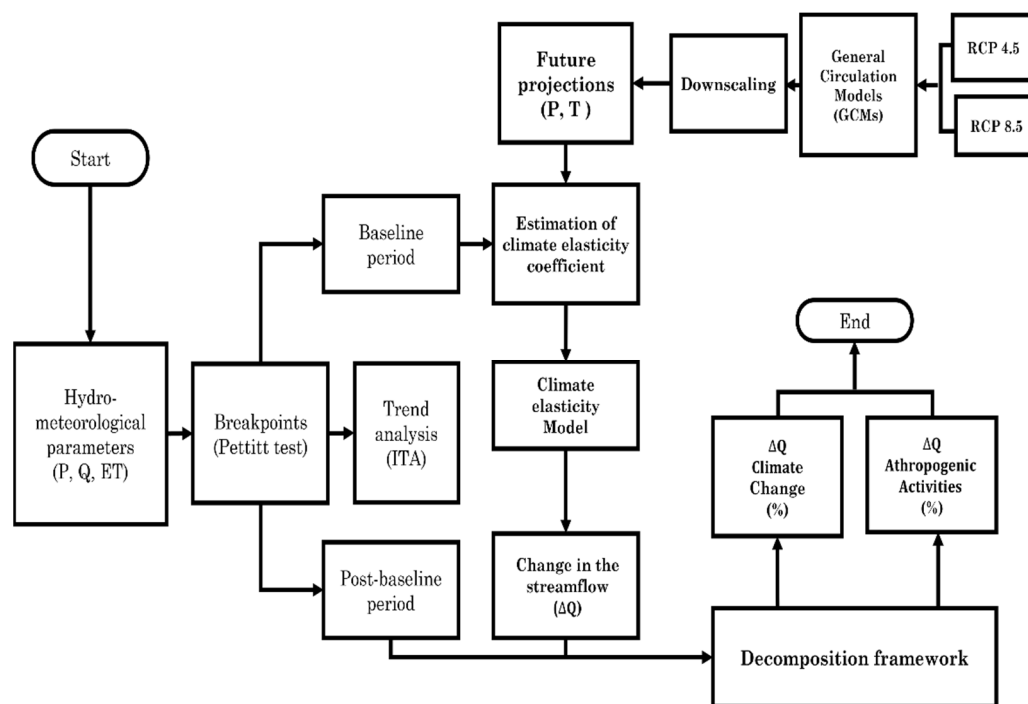 Start
Hydro-
meteorological
parameters
(P, Q, ET)
Breakpoints
(Pettitt test)
Baseline
period
Trend
analysis
(ITA)
Post-baseline
period
RCP 4.5
RCP 8.5
General
Circulation
Models
(GCMs)
Downscaling
Future
projections
(P, T )
Estimation of
climate elasticity
coefficient
Climate
elasticity
Model
Change in the
streamflow
(ΔQ)
Decomposition framework
ΔQ
Climate
Change
(%)
ΔQ
Athropogenic
Activities
(%)
End